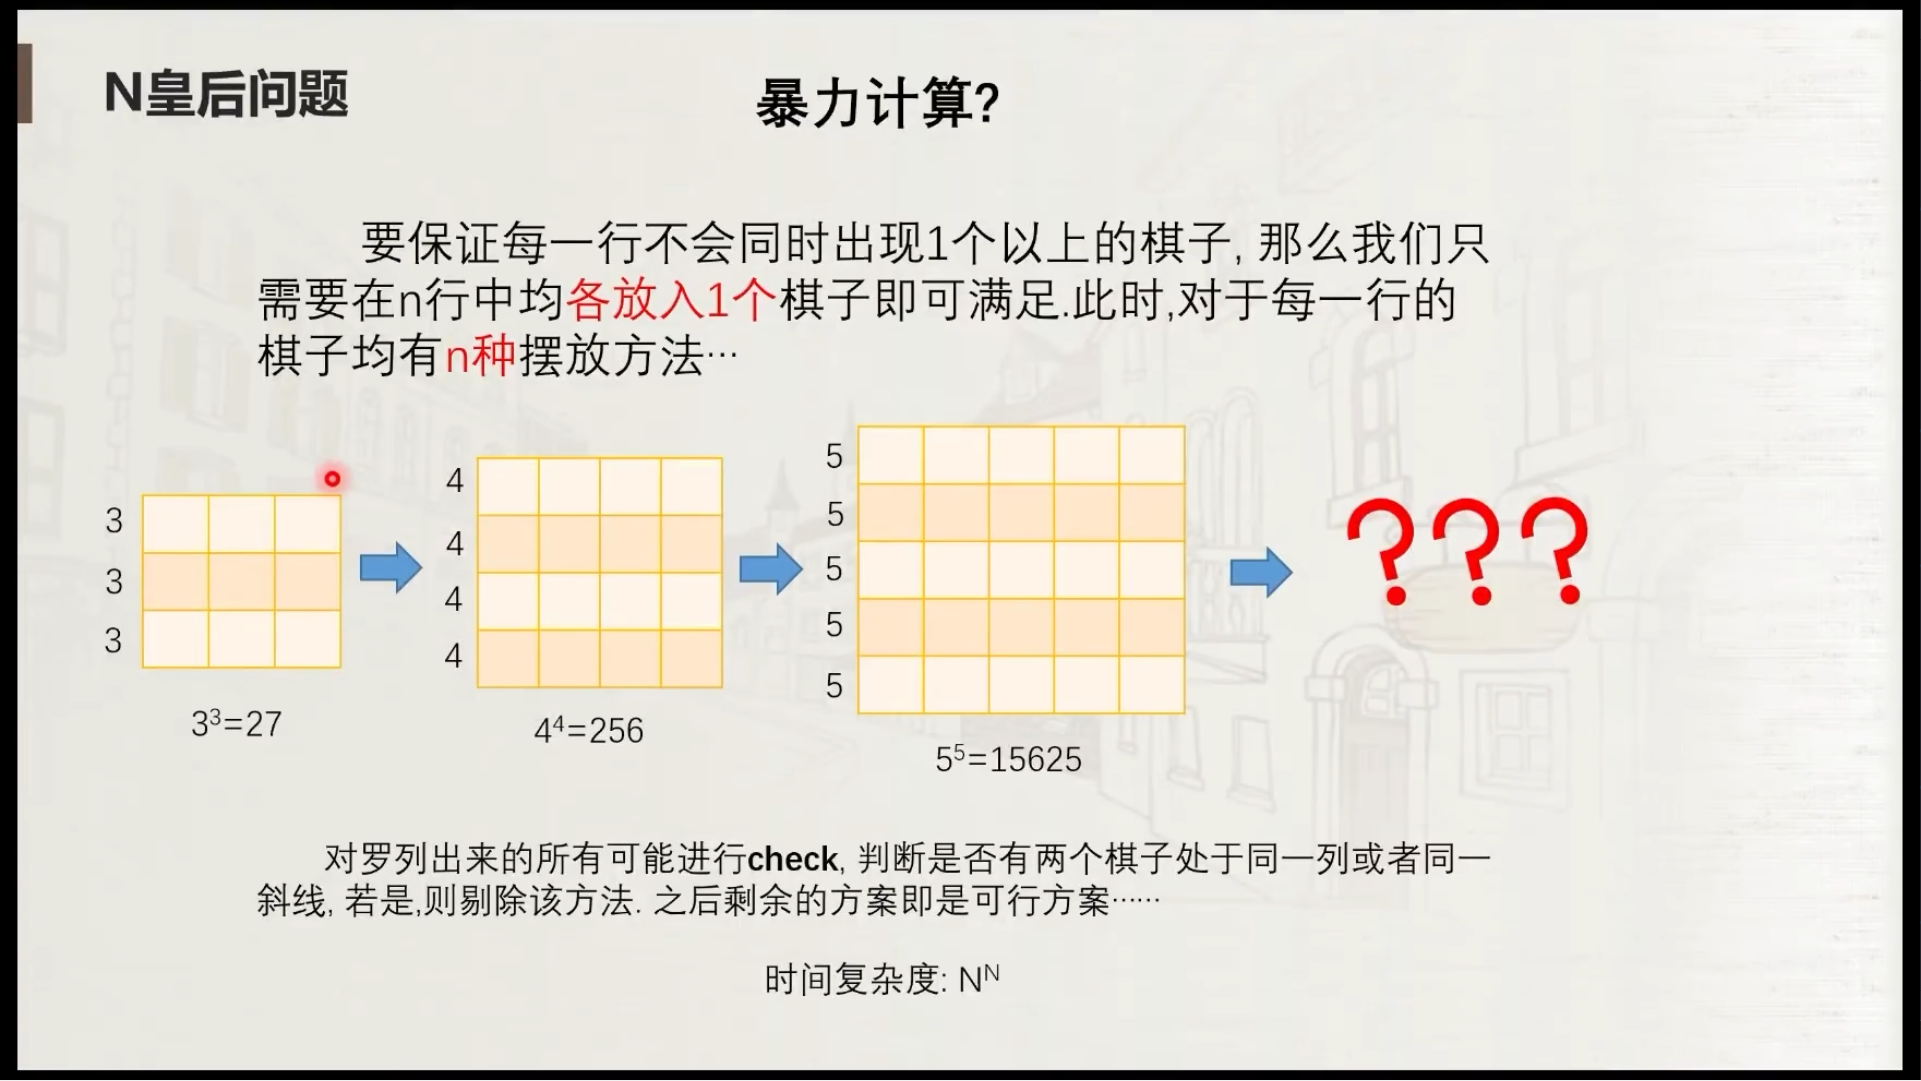 N皇后问题
暴力计算?
要保证每一行不会同时出现1个以上的棋子, 那么我们只
需要在n行中均各放入1个棋子即可满足.此时,对于每一行的
棋子均有n种摆放方法…
3
3
3
3³=27
4
4
4
4
4⁴=256
5
5
5
5
5
5⁵=15625
???
对罗列出来的所有可能进行check, 判断是否有两个棋子处于同一列或者同一
斜线, 若是,则剔除该方法. 之后剩余的方案即是可行方案……
时间复杂度: Nᴺ